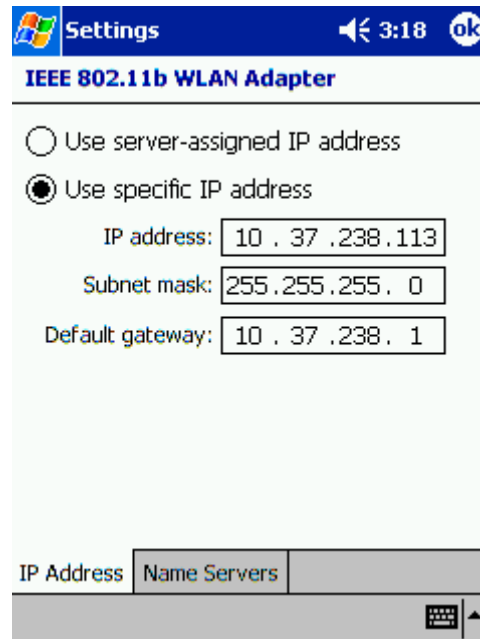 Settings 3:18 ok
IEEE 802.11b WLAN Adapter
Use server-assigned IP address
Use specific IP address
IP address: 10 . 37 .238.113
Subnet mask: 255.255.255. 0
Default gateway: 10 . 37 .238. 1
IP Address Name Servers